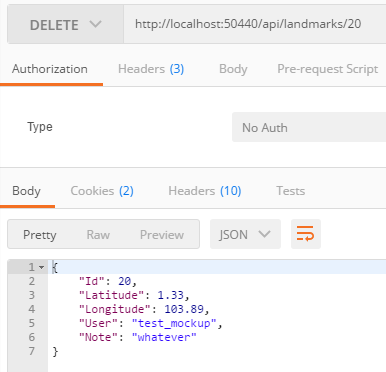 DELETE http://localhost:50440/api/landmarks/20
Authorization Headers (3) Body Pre-request Script
Type No Auth
Body Cookies (2) Headers (10) Tests
Pretty Raw Preview JSON
1 {
2 "Id": 20,
3 "Latitude": 1.33,
4 "Longitude": 103.89,
5 "User": "test_mockup",
6 "Note": "whatever"
7 }